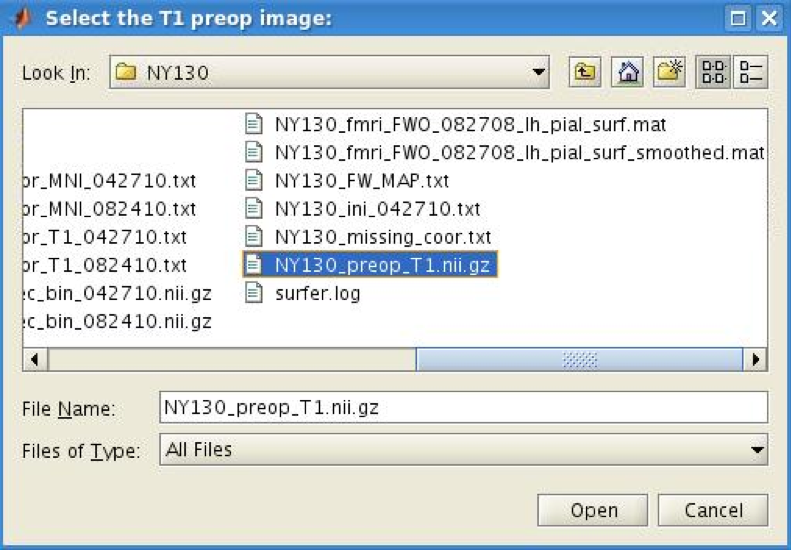 Select the T1 preop image:
Look In: NY130
NY130_fmri_FWO_082708_lh_pial_surf.mat
NY130_fmri_FWO_082708_lh_pial_surf_smoothed.mat
or_MNI_042710.txt NY130_FW_MAP.txt
or_MNI_082410.txt NY130_ini_042710.txt
or_T1_042710.txt NY130_missing_coor.txt
or_T1_082410.txt NY130_preop_T1.nii.gz
ec_bin_042710.nii.gz surfer.log
ec_bin_082410.nii.gz
File Name: NY130_preop_T1.nii.gz
Files of Type: All Files
Open Cancel